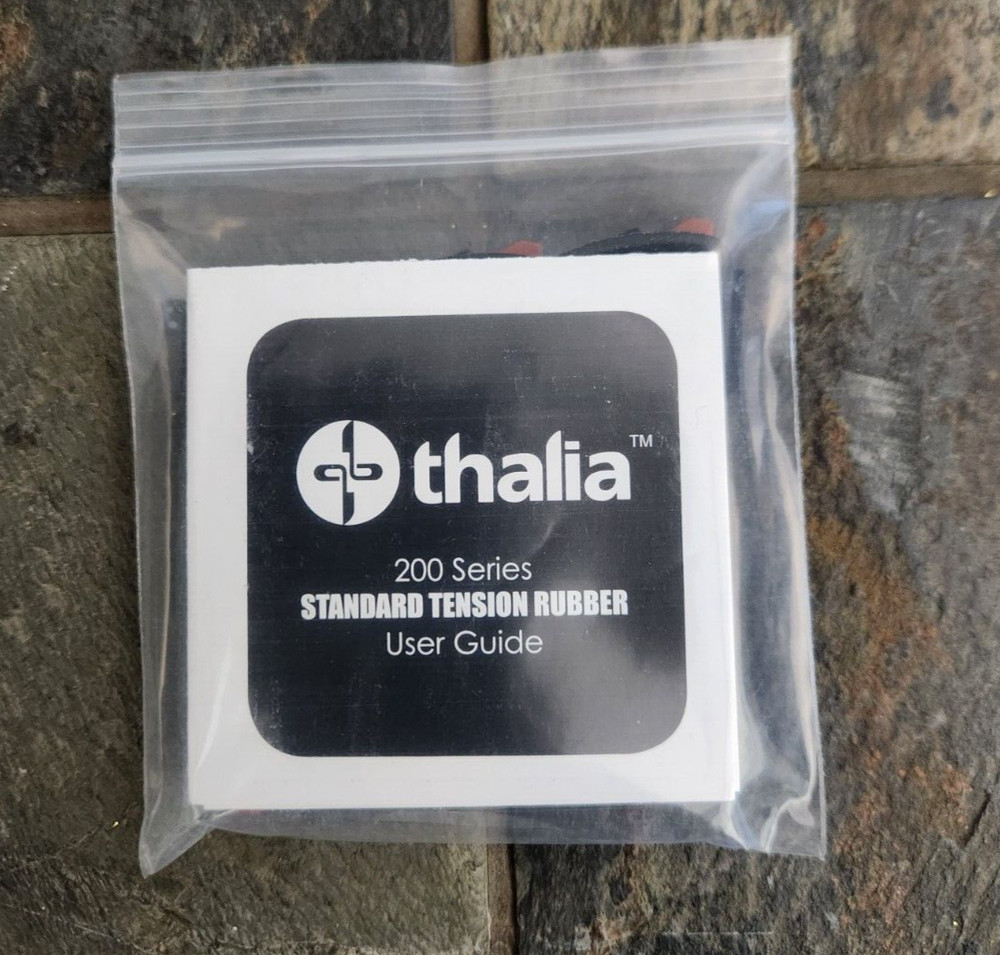 thalia™
200 Series
STANDARD TENSION RUBBER
User Guide